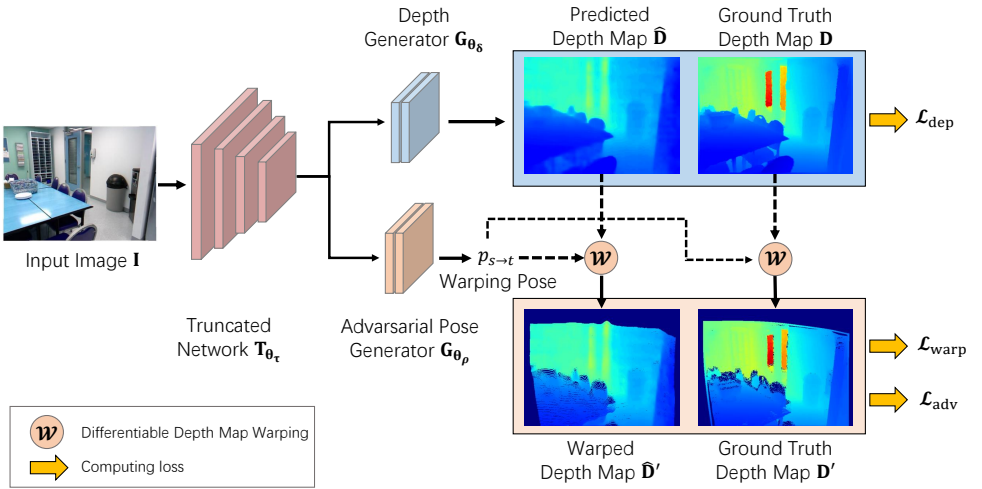 Depth
Generator G_θδ
Predicted
Depth Map D̂
Ground Truth
Depth Map D
ℒ_dep
Input Image I
p_s→t
Warping Pose
𝓦
𝓦
Truncated
Network T_θτ
Advarsarial Pose
Generator G_θρ
ℒ_warp
ℒ_adv
Warped
Depth Map D̂′
Ground Truth
Depth Map D′
𝓦 Differentiable Depth Map Warping
Computing loss